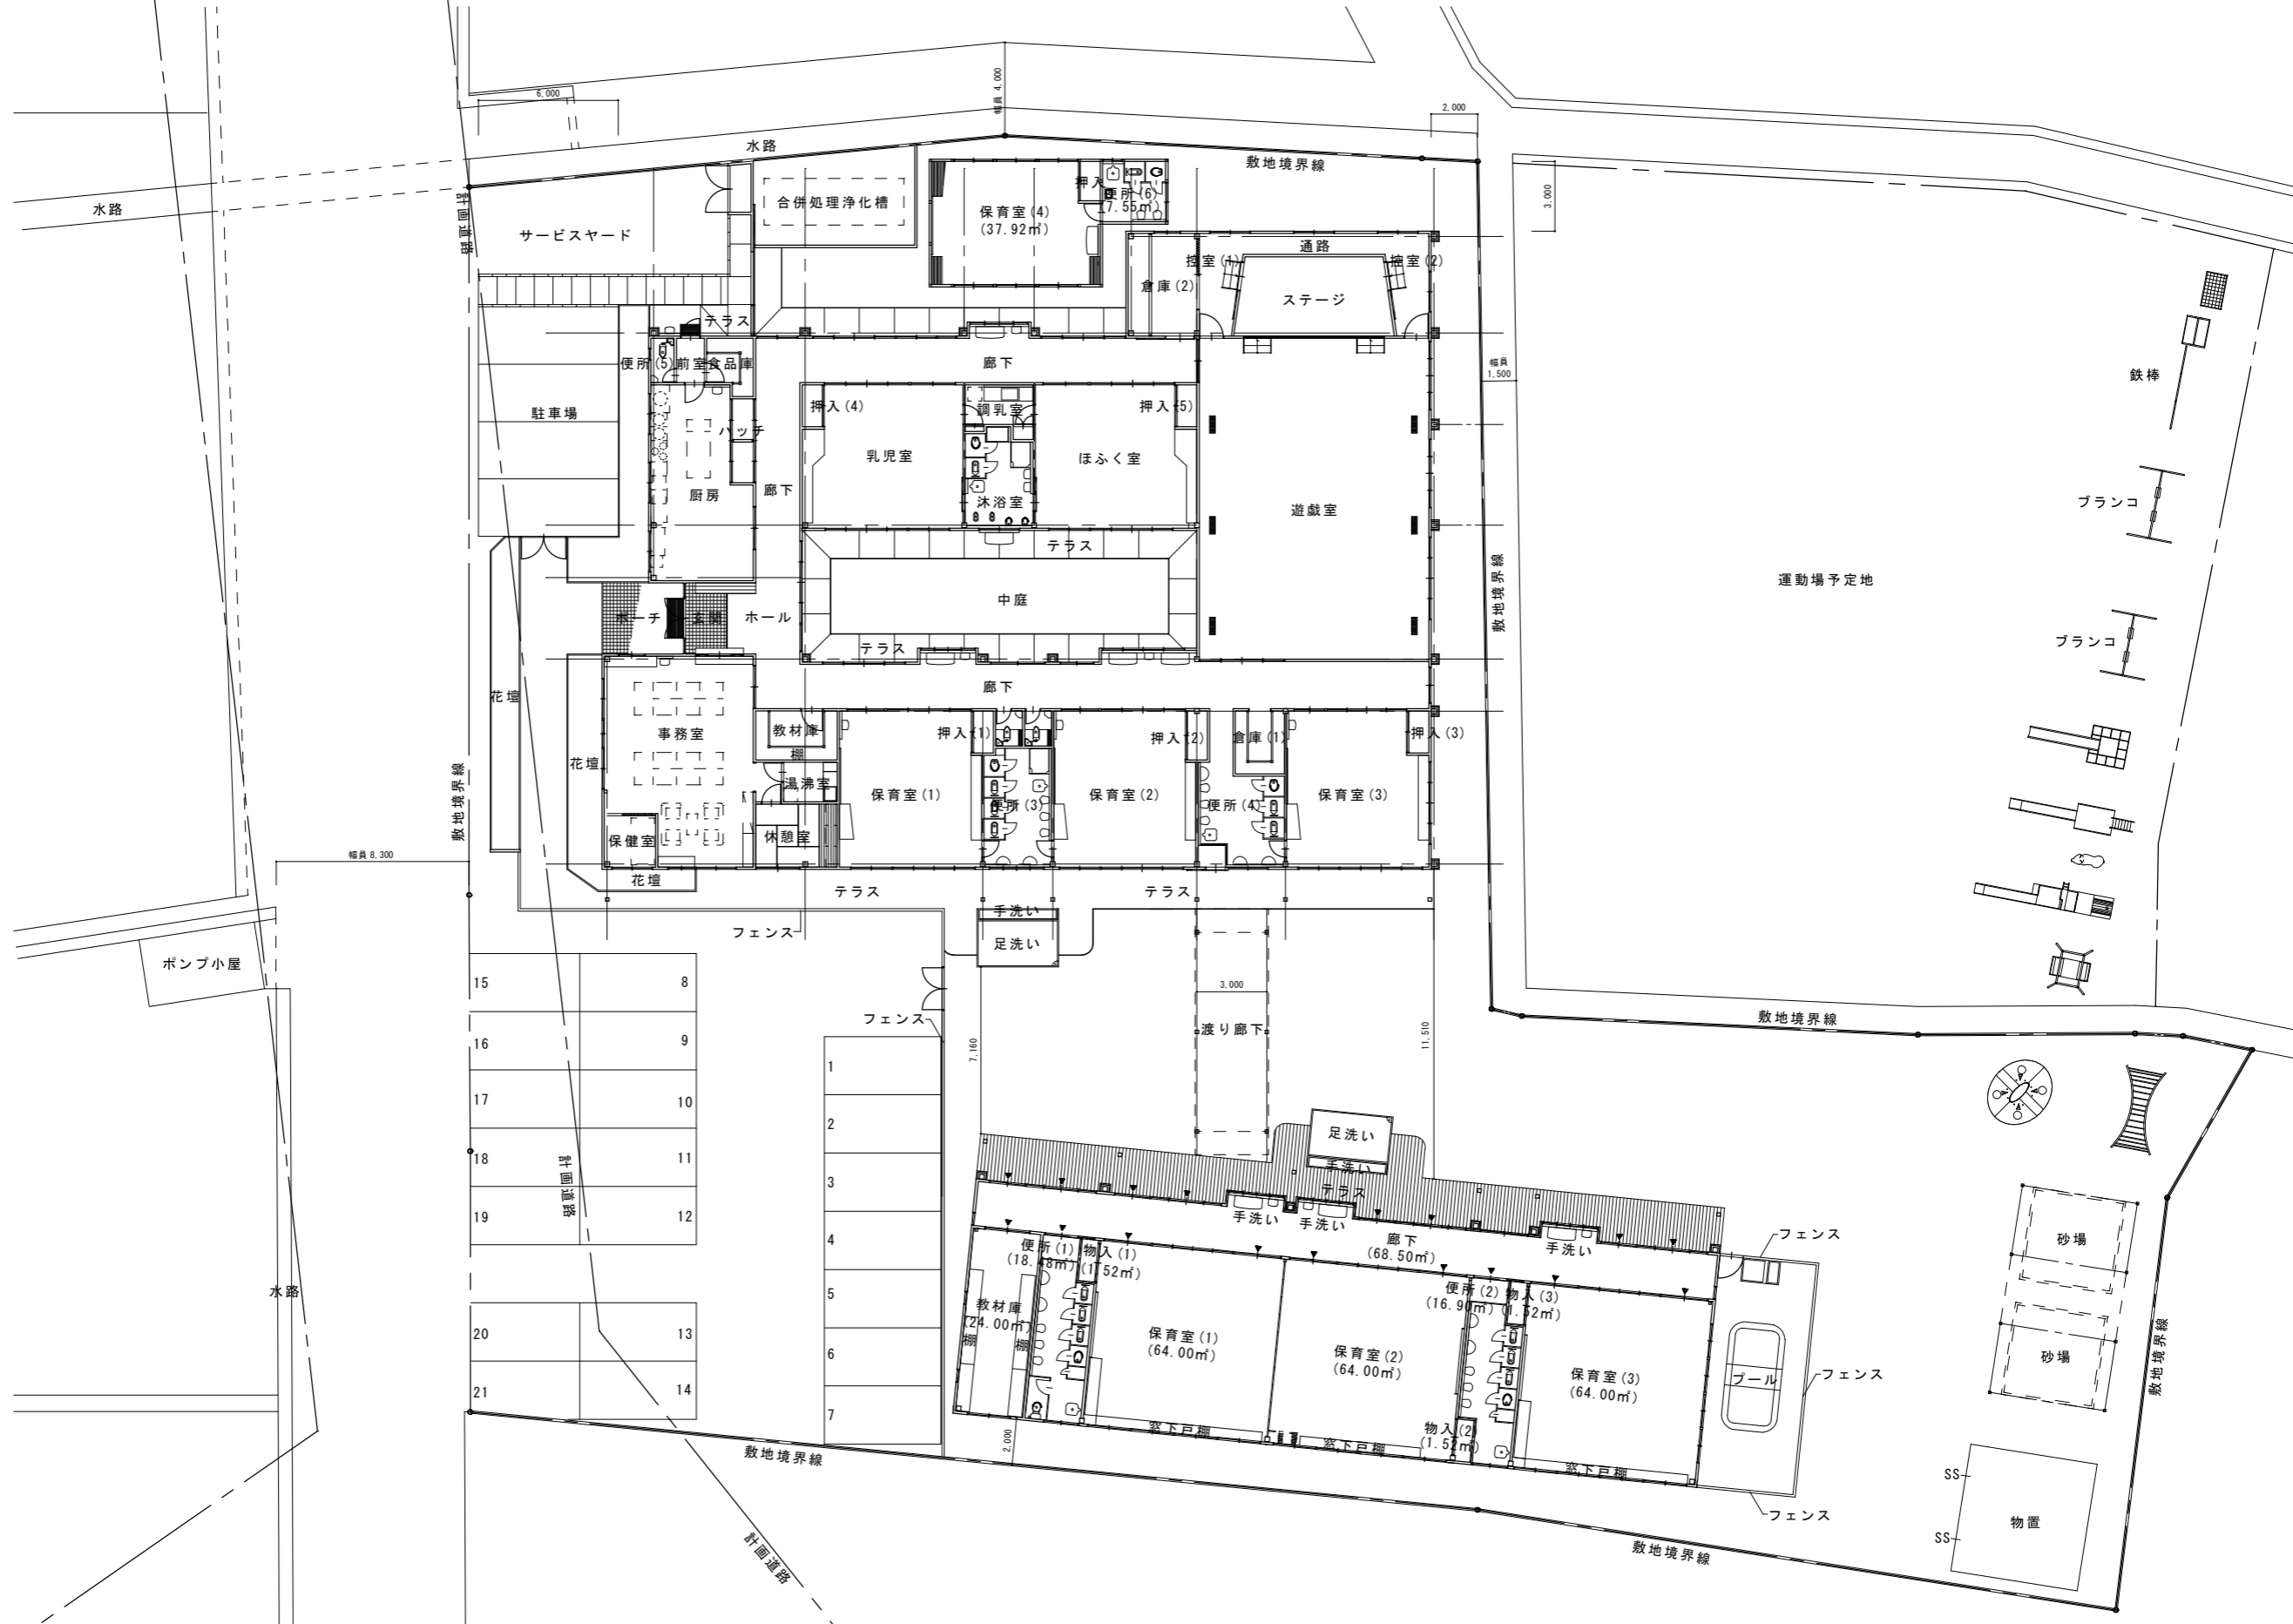 6,000
幅員 4,000
2,000
水路
敷地境界線
水路
計画道路
サービスヤード
合併処理浄化槽
保育室(4)
(37.92㎡)
押入
便所(6)
(7.55㎡)
3,000
通路
控室(1)
控室(2)
倉庫(2)
ステージ
テラス
便所(5)
前室
食品庫
廊下
幅員
1,500
鉄棒
駐車場
ハッチ
押入(4)
調乳室
押入(5)
乳児室
ほふく室
厨房
廊下
沐浴室
遊戯室
ブランコ
テラス
敷地境界線
運動場予定地
中庭
ポーチ
玄関
ホール
テラス
ブランコ
花壇
廊下
事務室
教材庫
棚
押入(1)
押入(2)
倉庫(1)
押入(3)
花壇
湯沸室
敷地境界線
保育室(1)
便所(3)
保育室(2)
便所(4)
保育室(3)
保健室
休憩室
幅員 8,300
花壇
テラス
テラス
手洗い
フェンス
足洗い
ポンプ小屋
15
8
3,000
フェンス
渡り廊下
敷地境界線
16
9
7,160
11,510
1
17
10
2
足洗い
18
11
計画道路
手洗い
3
テラス
19
12
手洗い
手洗い
4
廊下
(68.50㎡)
手洗い
フェンス
砂場
便所(1)
(18.48㎡)
物入(1)
(1.52㎡)
水路
5
便所(2)
(16.90㎡)
物入(3)
(1.52㎡)
教材庫
(24.00㎡)
棚
棚
20
13
保育室(1)
(64.00㎡)
保育室(2)
(64.00㎡)
6
砂場
敷地境界線
保育室(3)
(64.00㎡)
プール
フェンス
21
14
7
窓下戸棚
物入(2)
(1.52㎡)
窓下戸棚
2,000
敷地境界線
窓下戸棚
SS
フェンス
物置
SS
敷地境界線
計画道路